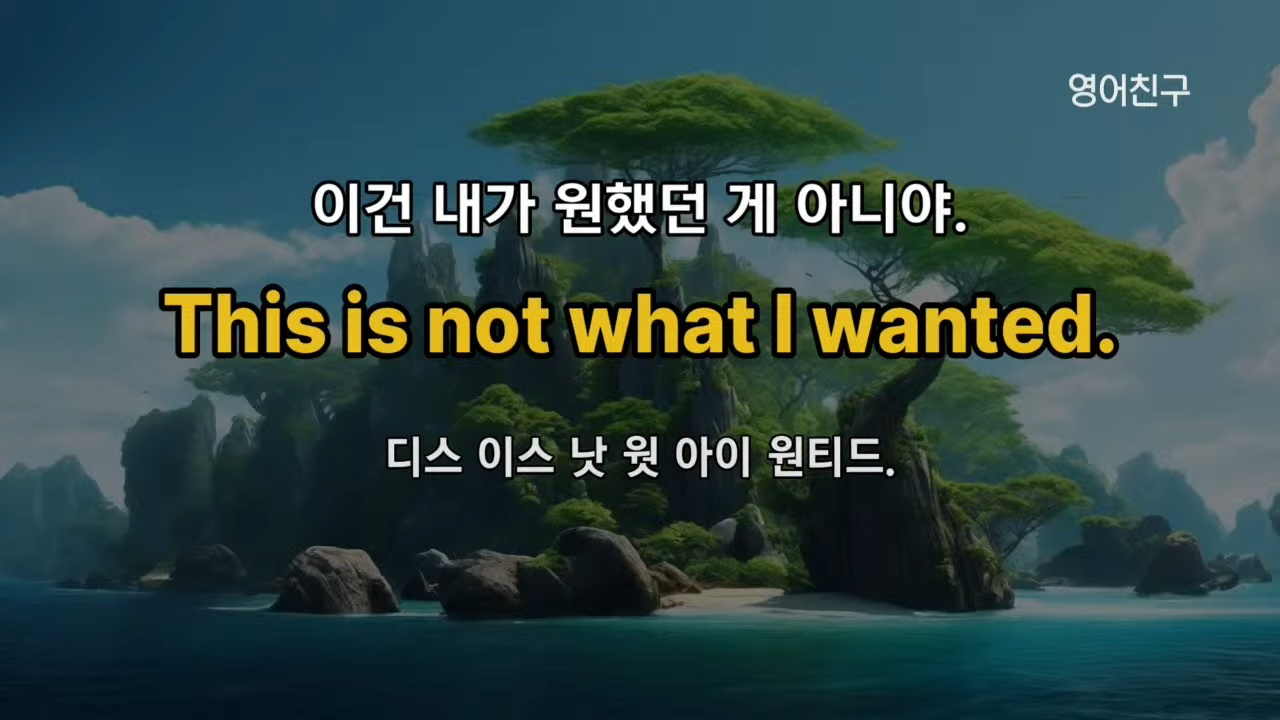 영어친구
이건 내가 원했던 게 아니야.
This is not what I wanted.
디스 이스 낫 윗 아이 원티드.